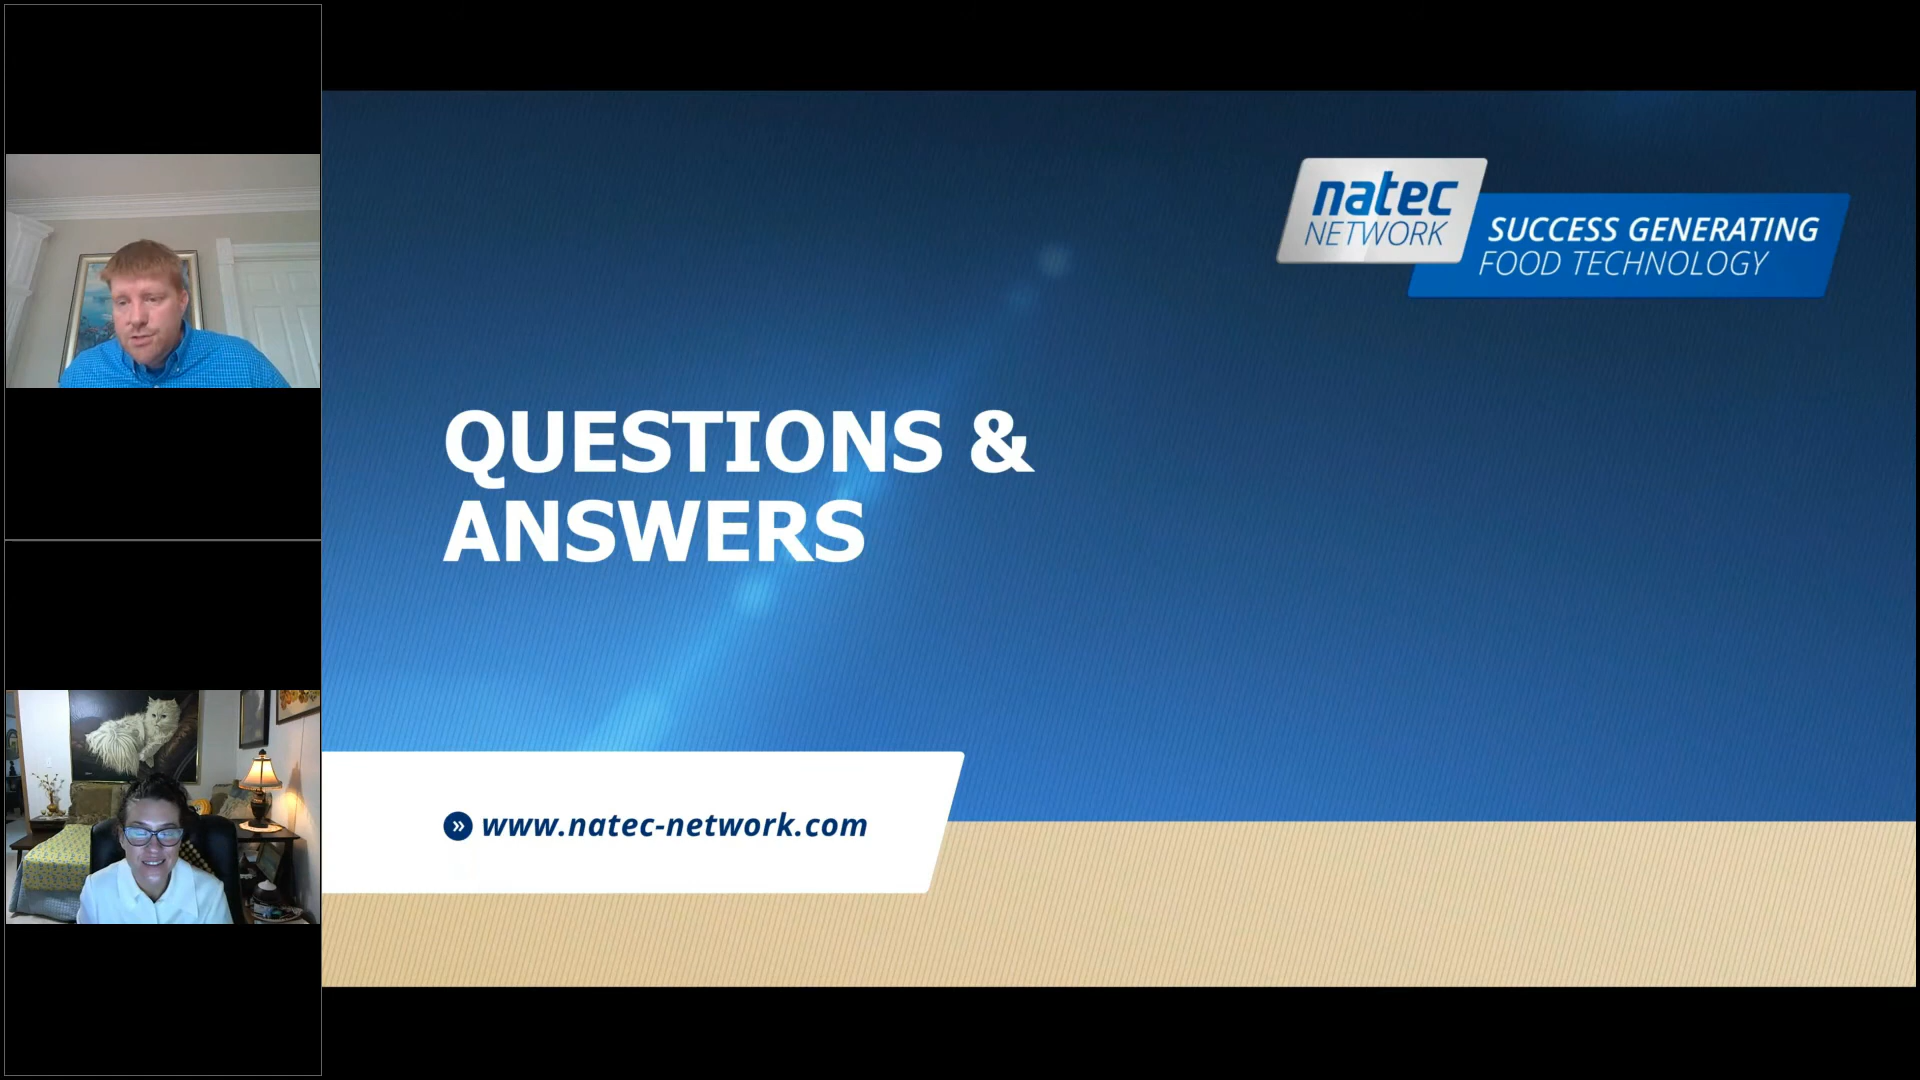 natec
NETWORK
SUCCESS GENERATING
FOOD TECHNOLOGY
QUESTIONS &
ANSWERS
» www.natec-network.com